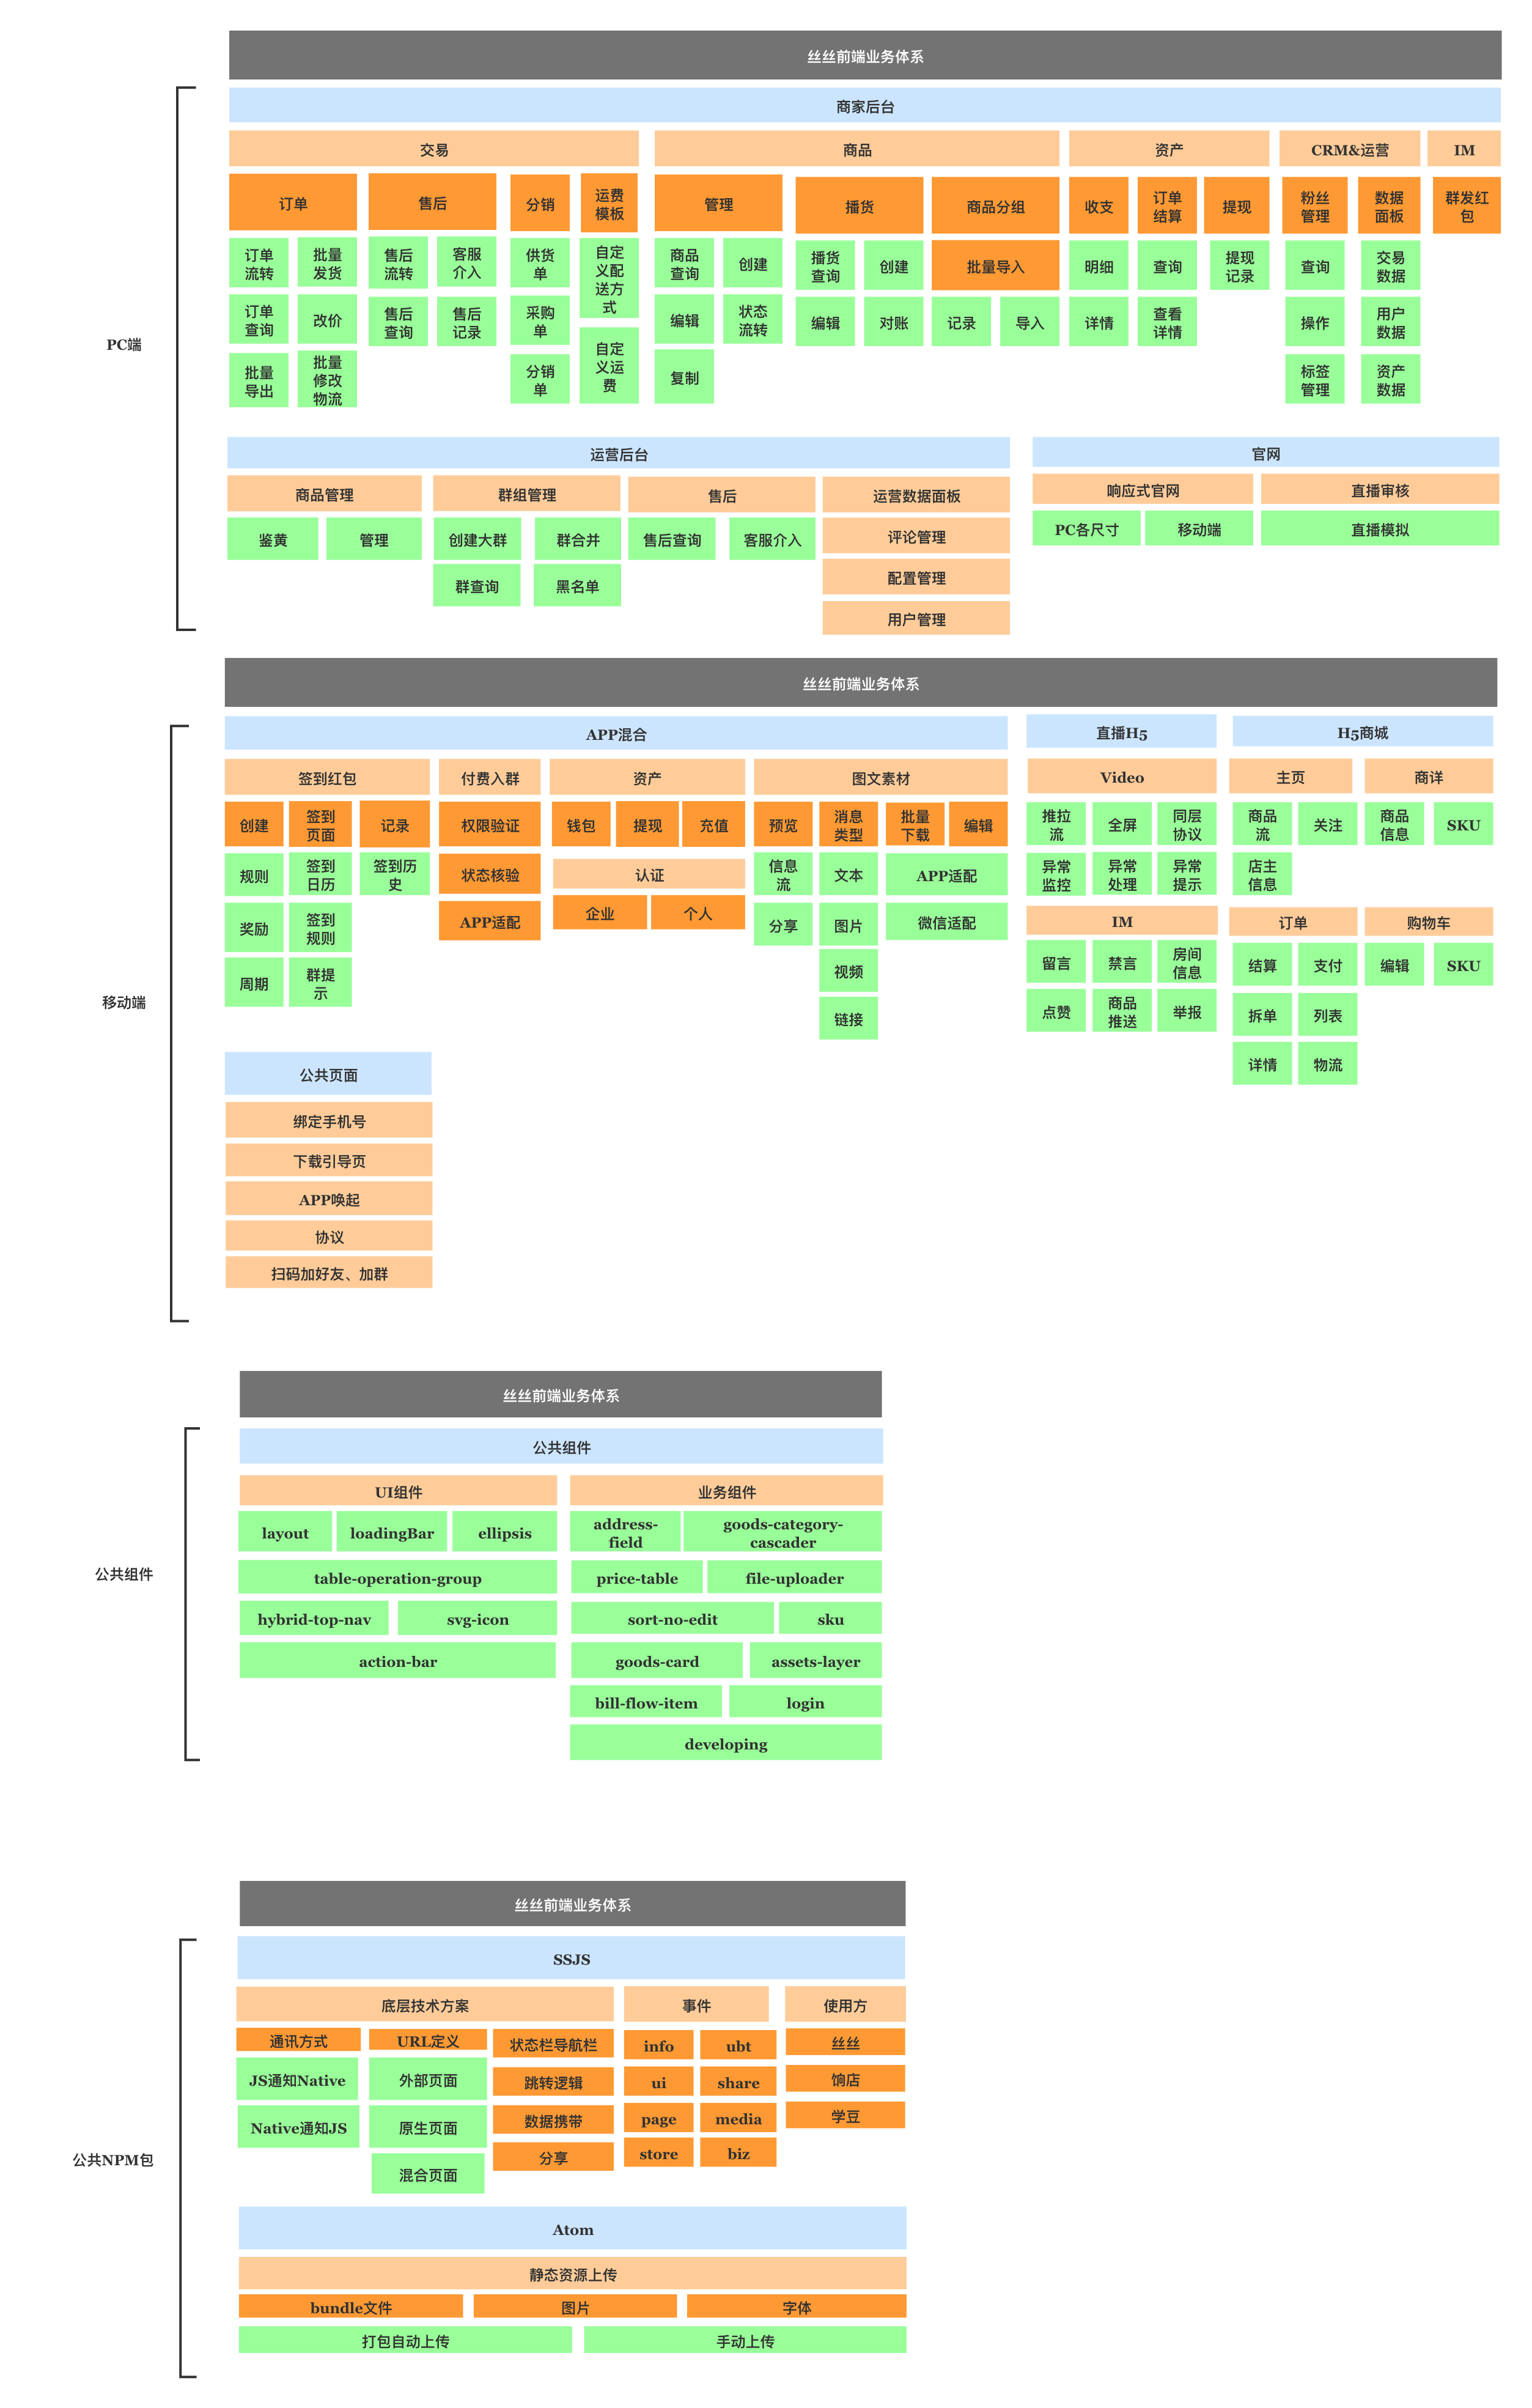 丝丝前端业务体系
商家后台
交易
商品
资产
CRM&运营
IM
订单
售后
分销
运费
模板
管理
播货
商品分组
收支
订单
结算
提现
粉丝
管理
数据
面板
群发红
包
订单
流转
批量
发货
售后
流转
客服
介入
供货
单
自定
义配
送方
式
商品
查询
创建
播货
查询
创建
批量导入
明细
查询
提现
记录
查询
交易
数据
订单
查询
改价
售后
查询
售后
记录
采购
单
编辑
状态
流转
编辑
对账
记录
导入
详情
查看
详情
操作
用户
数据
PC端
批量
导出
批量
修改
物流
分销
单
自定
义运
费
复制
标签
管理
资产
数据
运营后台
官网
商品管理
群组管理
售后
运营数据面板
响应式官网
直播审核
鉴黄
管理
创建大群
群合并
售后查询
客服介入
评论管理
PC各尺寸
移动端
直播模拟
群查询
黑名单
配置管理
用户管理
丝丝前端业务体系
APP混合
直播H5
H5商城
签到红包
付费入群
资产
图文素材
Video
主页
商详
创建
签到
页面
记录
权限验证
钱包
提现
充值
预览
消息
类型
批量
下载
编辑
推拉
流
全屏
同层
协议
商品
流
关注
商品
信息
SKU
规则
签到
日历
签到历
史
状态核验
认证
信息
流
文本
APP适配
异常
监控
异常
处理
异常
提示
店主
信息
奖励
签到
规则
APP适配
企业
个人
分享
图片
微信适配
IM
订单
购物车
周期
群提
示
视频
留言
禁言
房间
信息
结算
支付
编辑
SKU
移动端
链接
点赞
商品
推送
举报
拆单
列表
详情
物流
公共页面
绑定手机号
下载引导页
APP唤起
协议
扫码加好友、加群
丝丝前端业务体系
公共组件
UI组件
业务组件
layout
loadingBar
ellipsis
address-
field
goods-category-
cascader
公共组件
table-operation-group
price-table
file-uploader
hybrid-top-nav
svg-icon
sort-no-edit
sku
action-bar
goods-card
assets-layer
bill-flow-item
login
developing
丝丝前端业务体系
SSJS
底层技术方案
事件
使用方
通讯方式
URL定义
状态栏导航栏
info
ubt
丝丝
JS通知Native
外部页面
跳转逻辑
ui
share
饷店
Native通知JS
原生页面
数据携带
page
media
学豆
公共NPM包
混合页面
分享
store
biz
Atom
静态资源上传
bundle文件
图片
字体
打包自动上传
手动上传